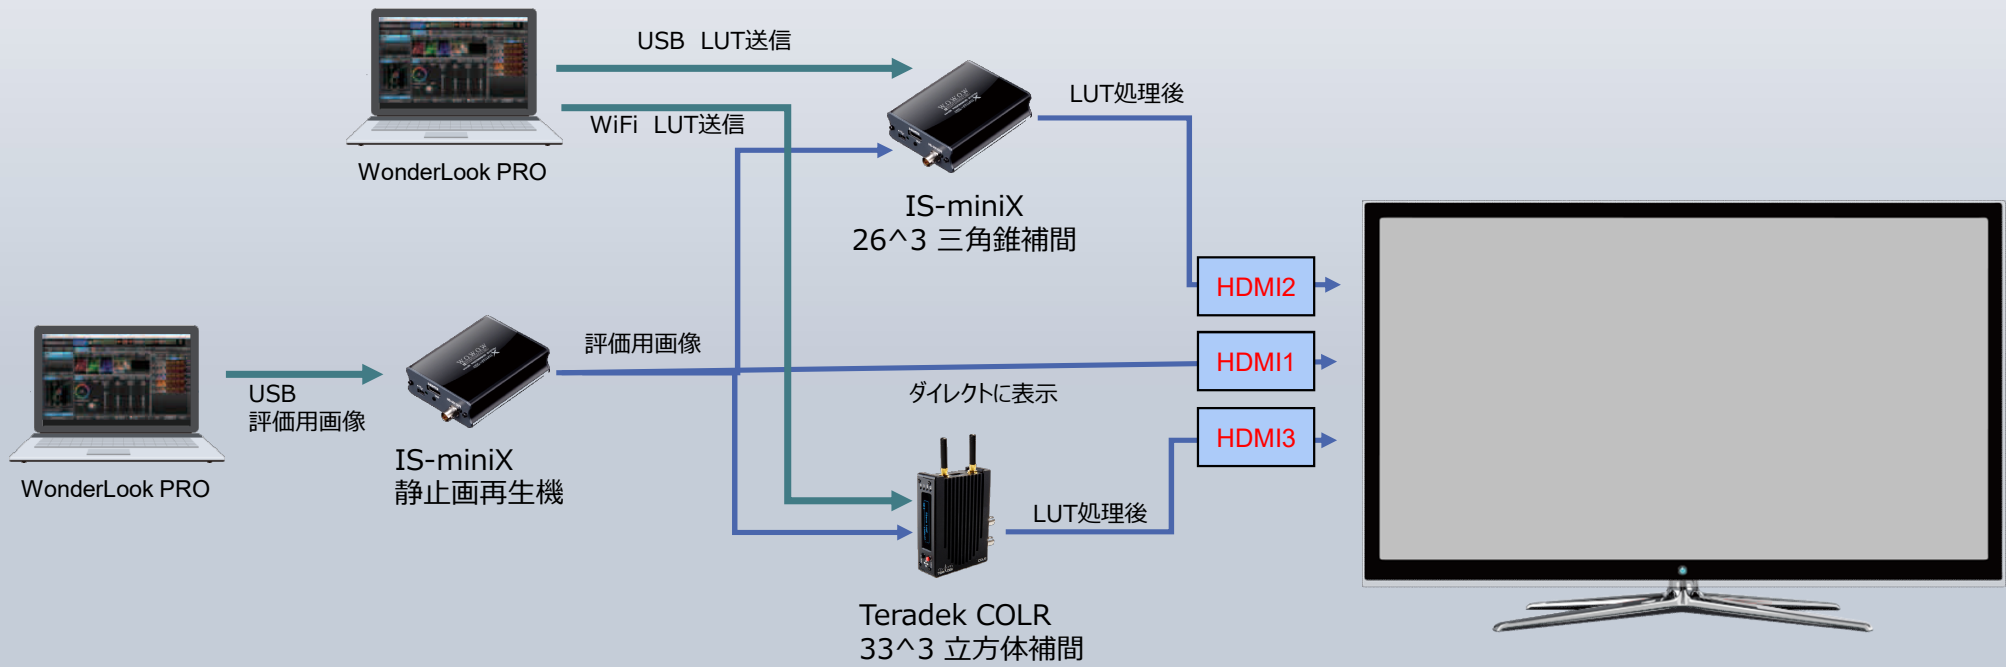 USB LUT送信
WiFi LUT送信
WonderLook PRO
LUT処理後
IS-miniX
26^3 三角錐補間
HDMI2
HDMI1
HDMI3
評価用画像
ダイレクトに表示
USB
評価用画像
WonderLook PRO
IS-miniX
静止画再生機
LUT処理後
Teradek COLR
33^3 立方体補間
WOWOW
WOWOW